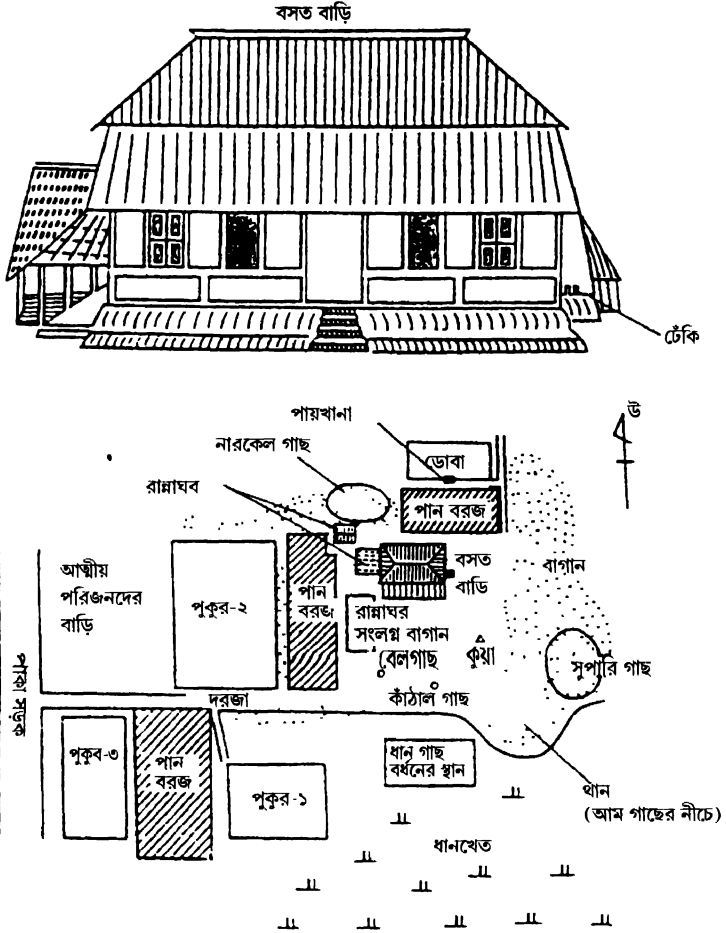 বসত বাড়ি
ঢেঁকি
পায়খানা
উ
নারকেল গাছ
ডোবা
রান্নাঘব
পান বরজ
বসত
বাডি
বাগান
আত্মীয়
পরিজনদের
বাড়ি
পুকুর-২
পান
বরজ
রান্নাঘর
সংলগ্ন বাগান
বেলগাছ
কুঁয়া
সুপারি গাছ
পাকা সড়ক
দরজা
কাঁঠাল গাছ
পুকুব-৩
পান
বরজ
পুকুর-১
ধান গাছ
বর্ধনের স্থান
থান
(আম গাছের নীচে)
ধানখেত